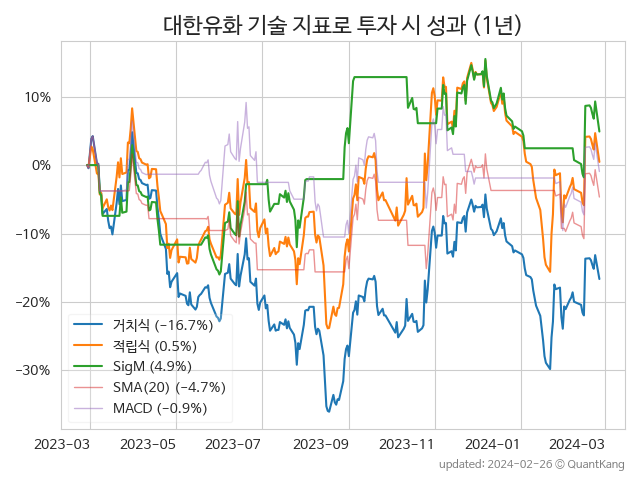 대한유화 기술 지표로 투자 시 성과 (1년)
10%
0%
−10%
−20%
−30%
거치식 (−16.7%)
적립식 (0.5%)
SigM (4.9%)
SMA(20) (−4.7%)
MACD (−0.9%)
2023-03 2023-05 2023-07 2023-09 2023-11 2024-01 2024-03
updated: 2024-02-26 © QuantKang